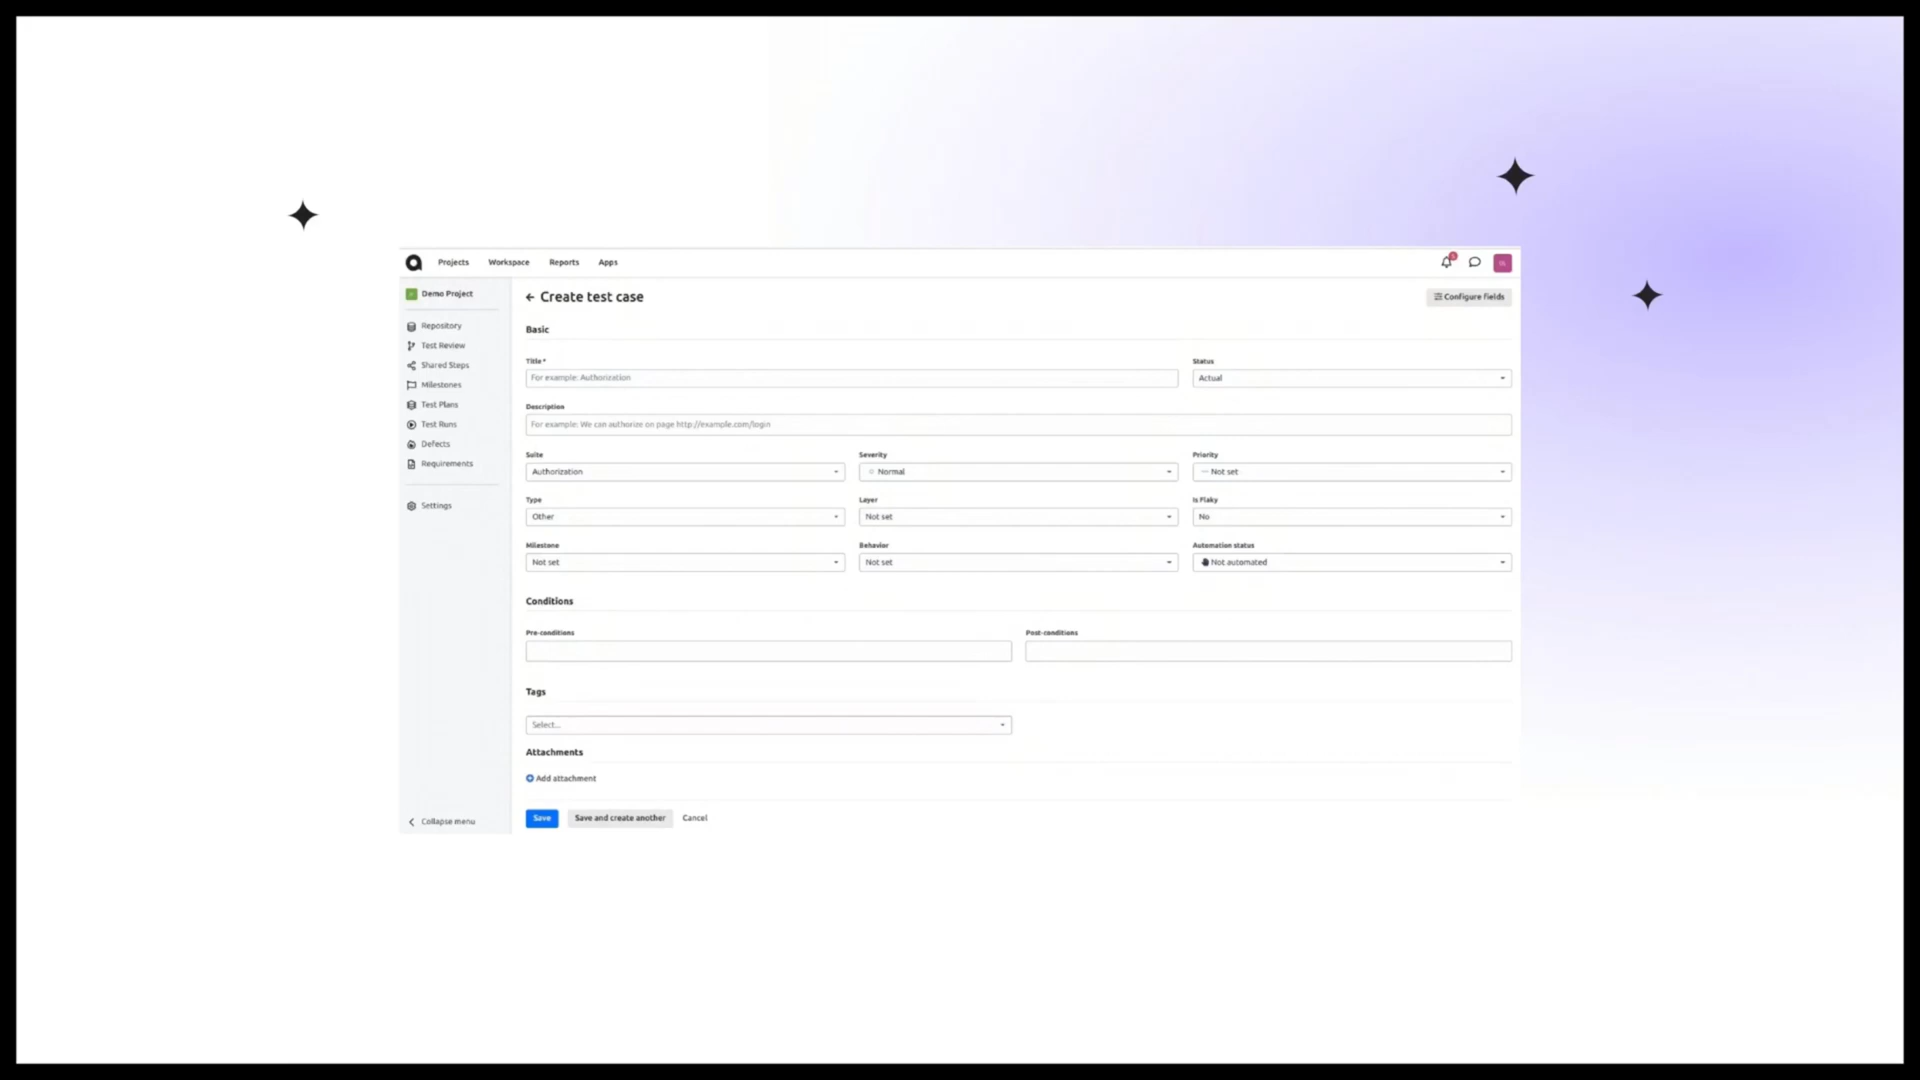 Projects Workspace Reports Apps
Demo Project
Repository
Test Review
Shared Steps
Milestones
Test Plans
Test Runs
Defects
Requirements
Settings
Collapse menu
Create test case
Configure fields
Basic
Title*
For example: Authorization
Status
Actual
Description
For example: We can authorize on page http://example.com/login
Suite Severity Priority
Authorization Normal Not set
Type Layer Is Flaky
Other Not set No
Milestone Behavior Automation status
Not set Not set Not automated
Conditions
Pre-conditions Post-conditions
Tags
Select...
Attachments
Add attachment
Save Save and create another Cancel